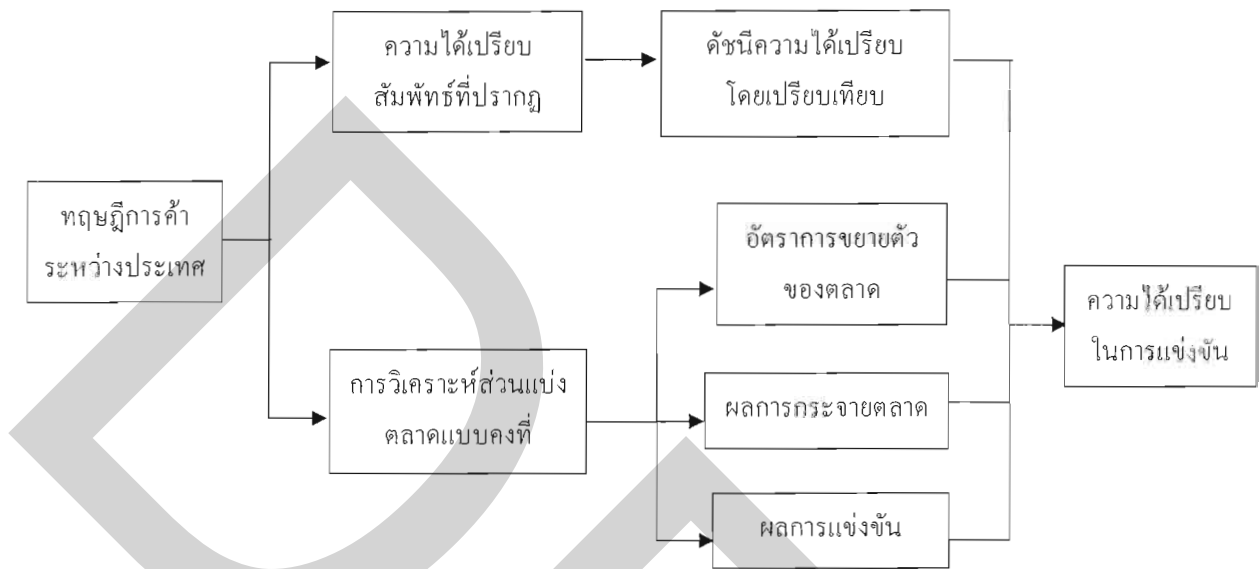 ความได้เปรียบ
สัมพัทธ์ที่ปรากฏ
ดัชนีความได้เปรียบ
โดยเปรียบเทียบ
ทฤษฎีการค้า
ระหว่างประเทศ
อัตราการขยายตัว
ของตลาด
ความได้เปรียบ
ในการแข่งขัน
การวิเคราะห์ส่วนแบ่ง
ตลาดแบบคงที่
ผลการกระจายตลาด
ผลการแข่งขัน